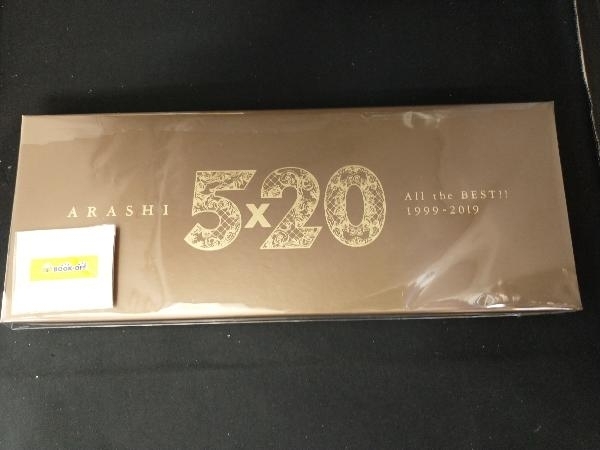 ARASHI
5x20
All the BEST!!
1999-2019
BOOK-OFF